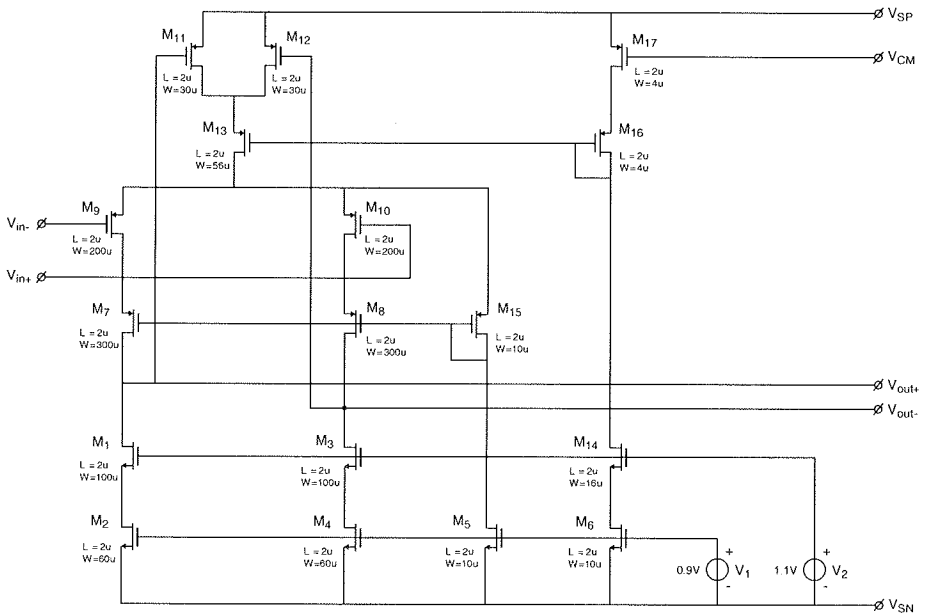 V_SP
M11
M12
M17
V_CM
L = 2u
W=30u
L = 2u
W=30u
L = 2u
W=4u
M13
M16
L = 2u
W=56u
L = 2u
W=4u
M9
M10
V_in-
L = 2u
W=200u
L = 2u
W=200u
V_in+
M7
M8
M15
L = 2u
W=300u
L = 2u
W=300u
L = 2u
W=10u
V_out+
V_out-
M1
M3
M14
L = 2u
W=100u
L = 2u
W=100u
L = 2u
W=16u
M2
M4
M5
M6
L = 2u
W=60u
L = 2u
W=60u
L = 2u
W=10u
L = 2u
W=10u
+
0.9V
V1
-
+
1.1V
V2
-
V_SN